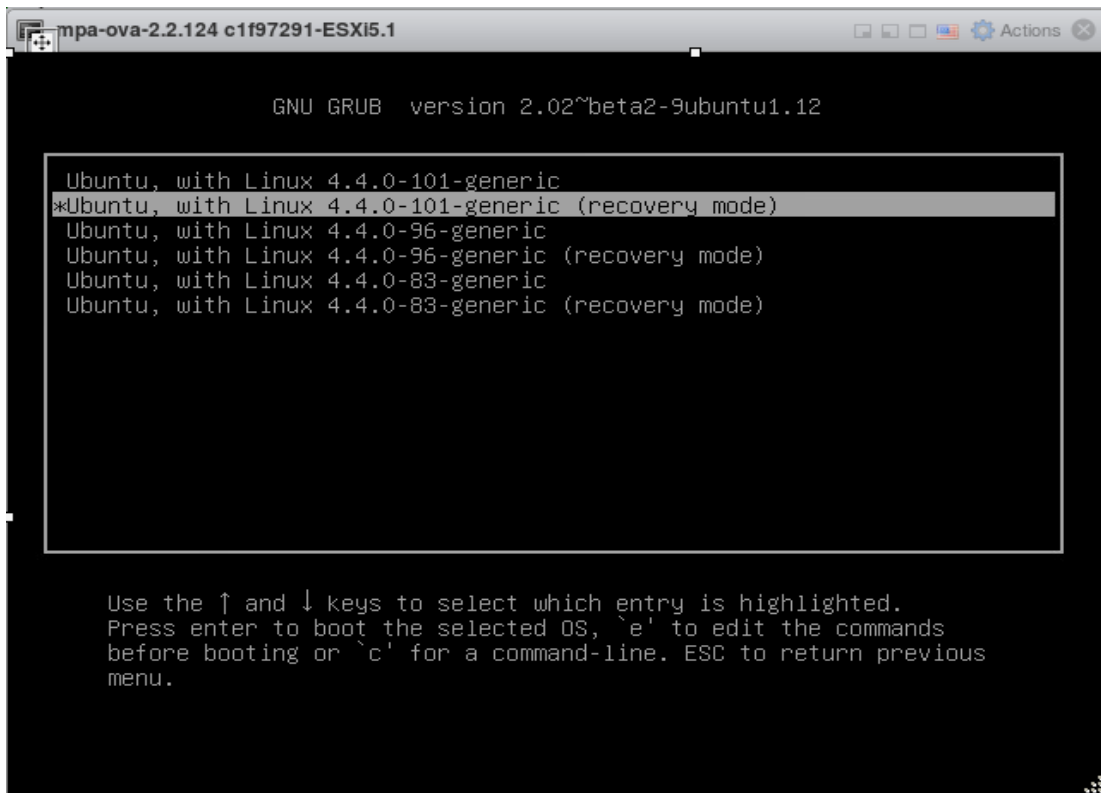 mpa-ova-2.2.124 c1f97291-ESXi5.1
Actions
GNU GRUB  version 2.02~beta2-9ubuntu1.12
Ubuntu, with Linux 4.4.0-101-generic
*Ubuntu, with Linux 4.4.0-101-generic (recovery mode)
Ubuntu, with Linux 4.4.0-96-generic
Ubuntu, with Linux 4.4.0-96-generic (recovery mode)
Ubuntu, with Linux 4.4.0-83-generic
Ubuntu, with Linux 4.4.0-83-generic (recovery mode)
Use the ↑ and ↓ keys to select which entry is highlighted.
Press enter to boot the selected OS, `e' to edit the commands
before booting or `c' for a command-line. ESC to return previous
menu.